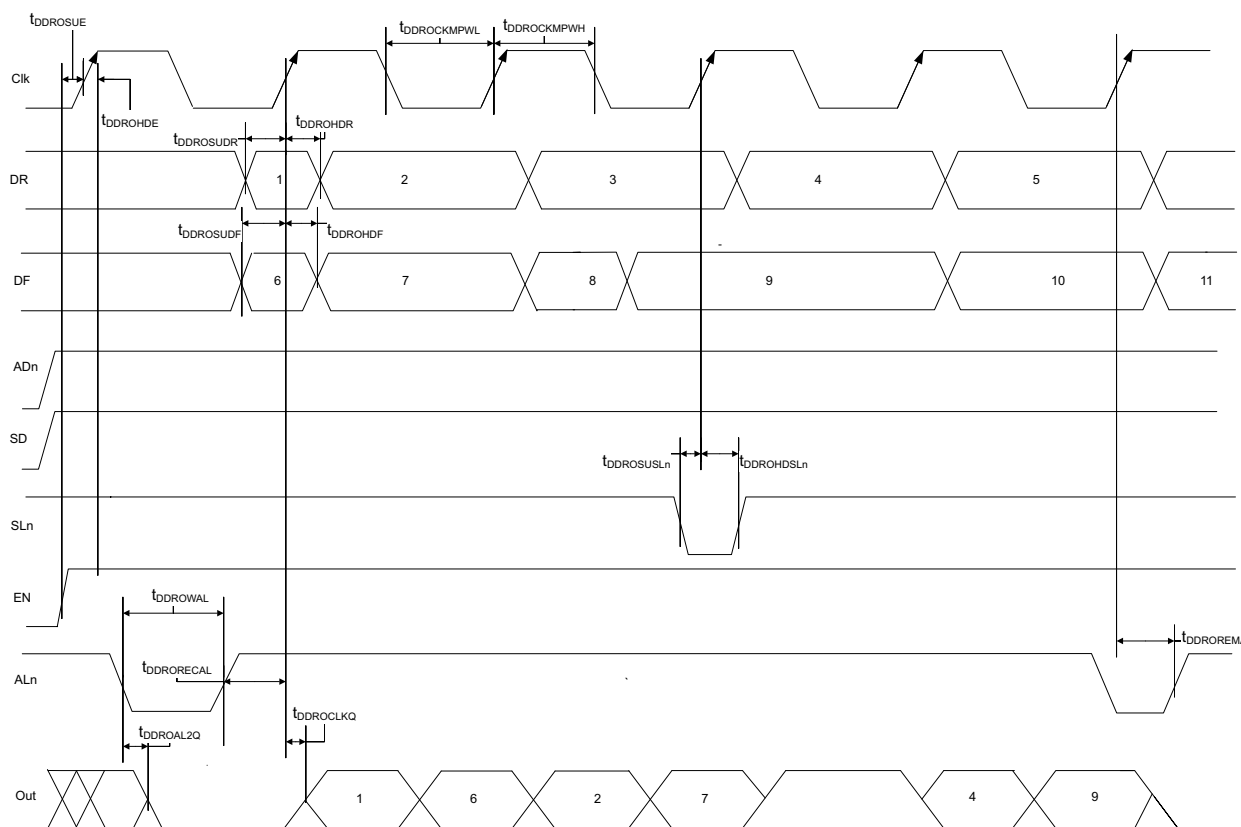 tDDROSUE
tDDROCKMPWL
tDDROCKMPWH
Clk
tDDROHDE
tDDROSUDR
tDDROHDR
DR
1
2
3
4
5
tDDROSUDF
tDDROHDF
DF
6
7
8
9
10
11
ADn
SD
tDDROSUSLn
tDDROHDSLn
SLn
EN
tDDROWAL
tDDROREMA
ALn
tDDRORECAL
tDDROCLKQ
tDDROAL2Q
Out
1
6
2
7
4
9